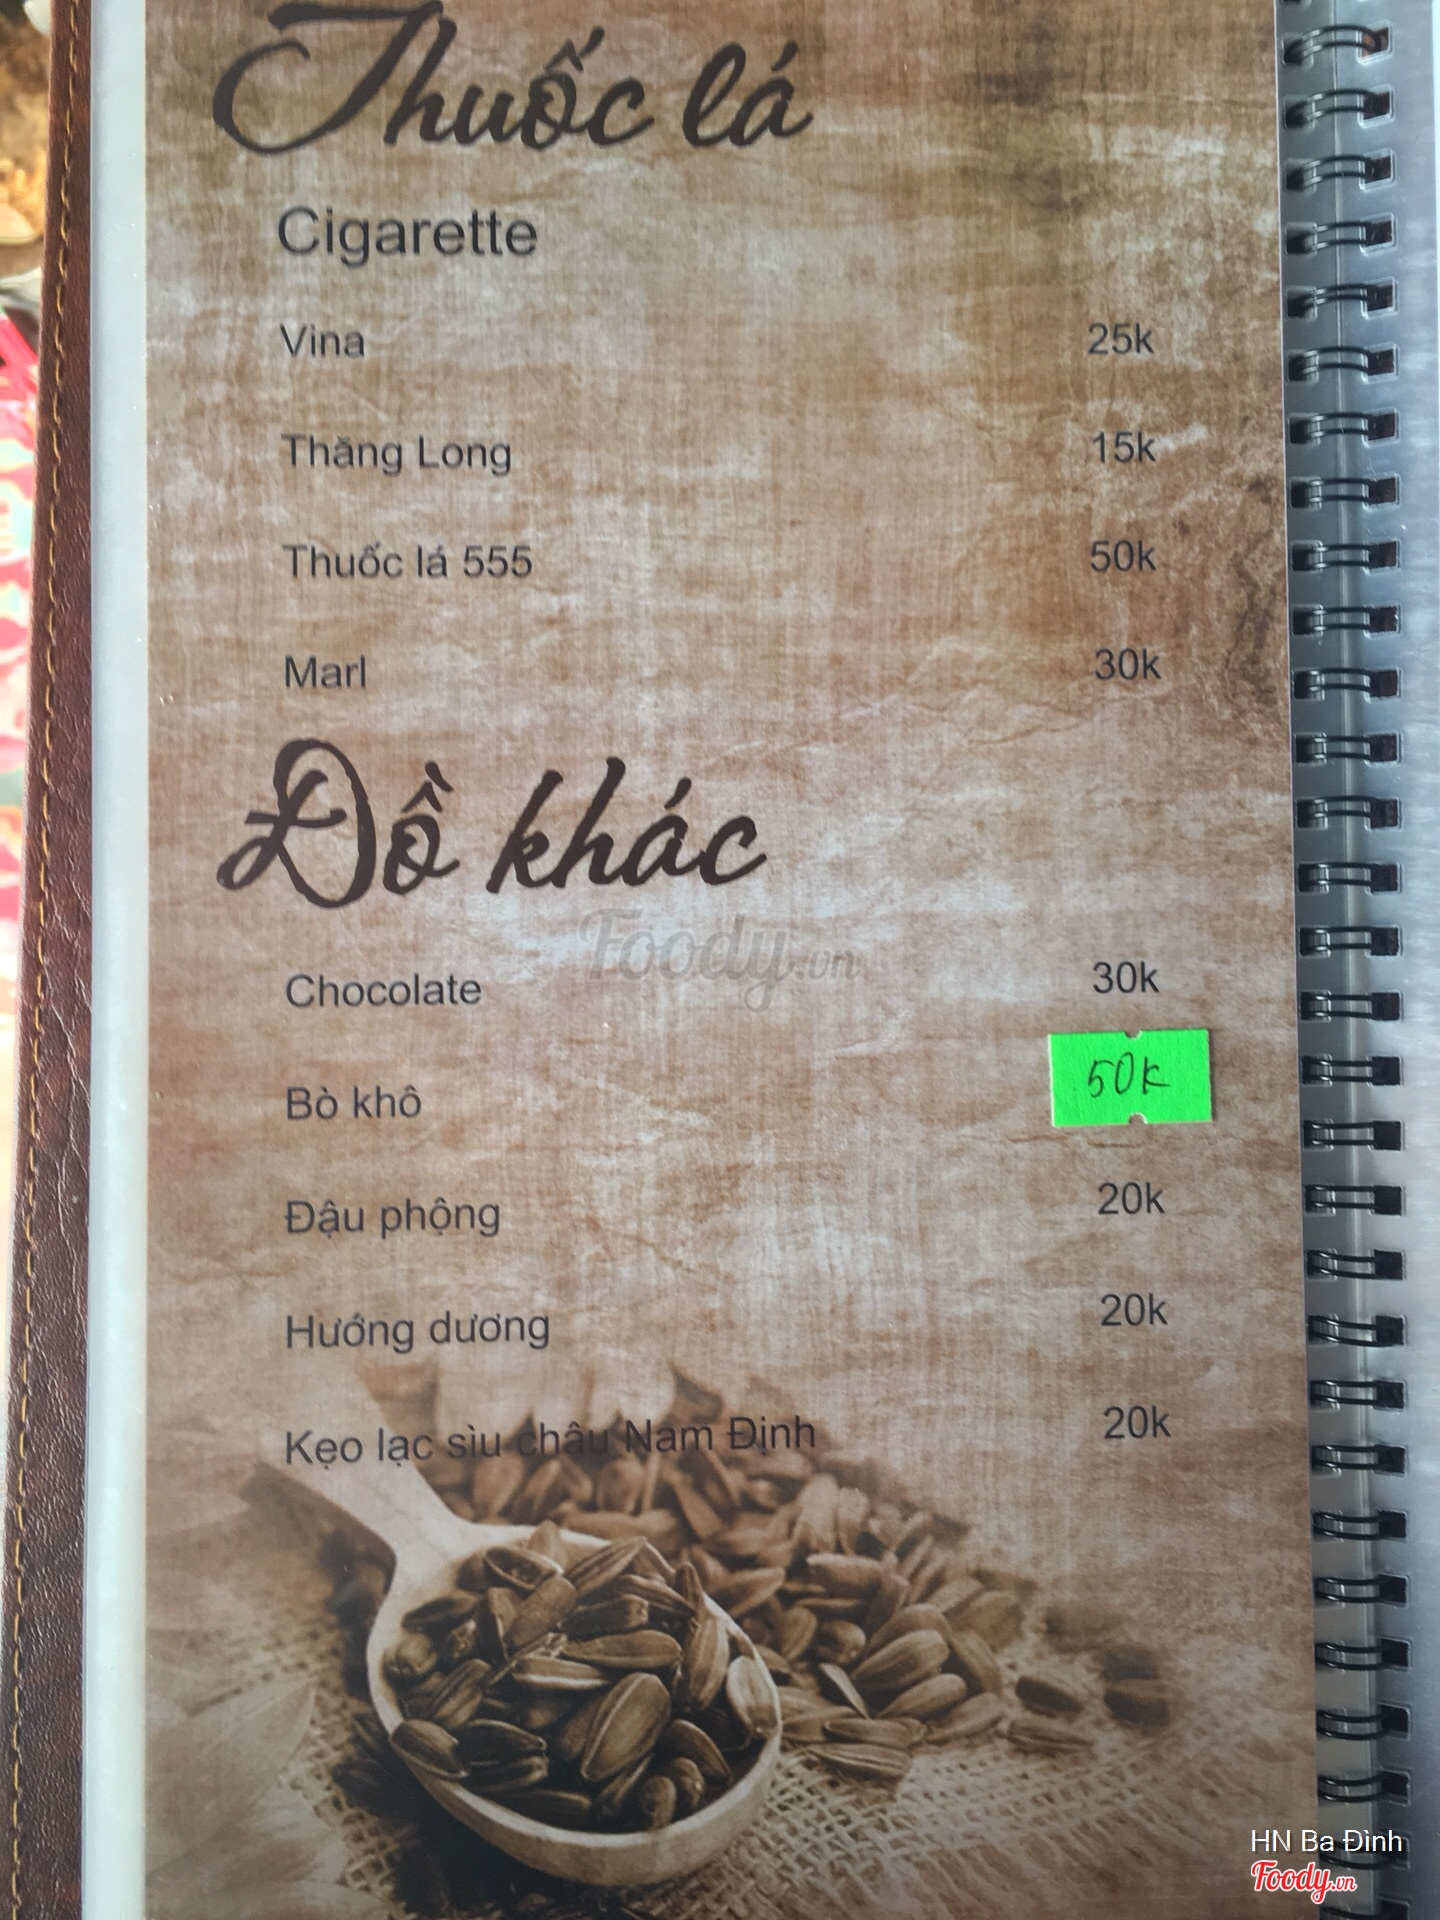 Thuốc lá
Cigarette
Vina 25k
Thăng Long 15k
Thuốc lá 555 50k
Marl 30k
Đồ khác
Foody.vn
Chocolate 30k
Bò khô 50k
Đậu phộng 20k
Hướng dương 20k
Kẹo lạc sìu châu Nam Định 20k
HN Ba Đình
Foody.vn